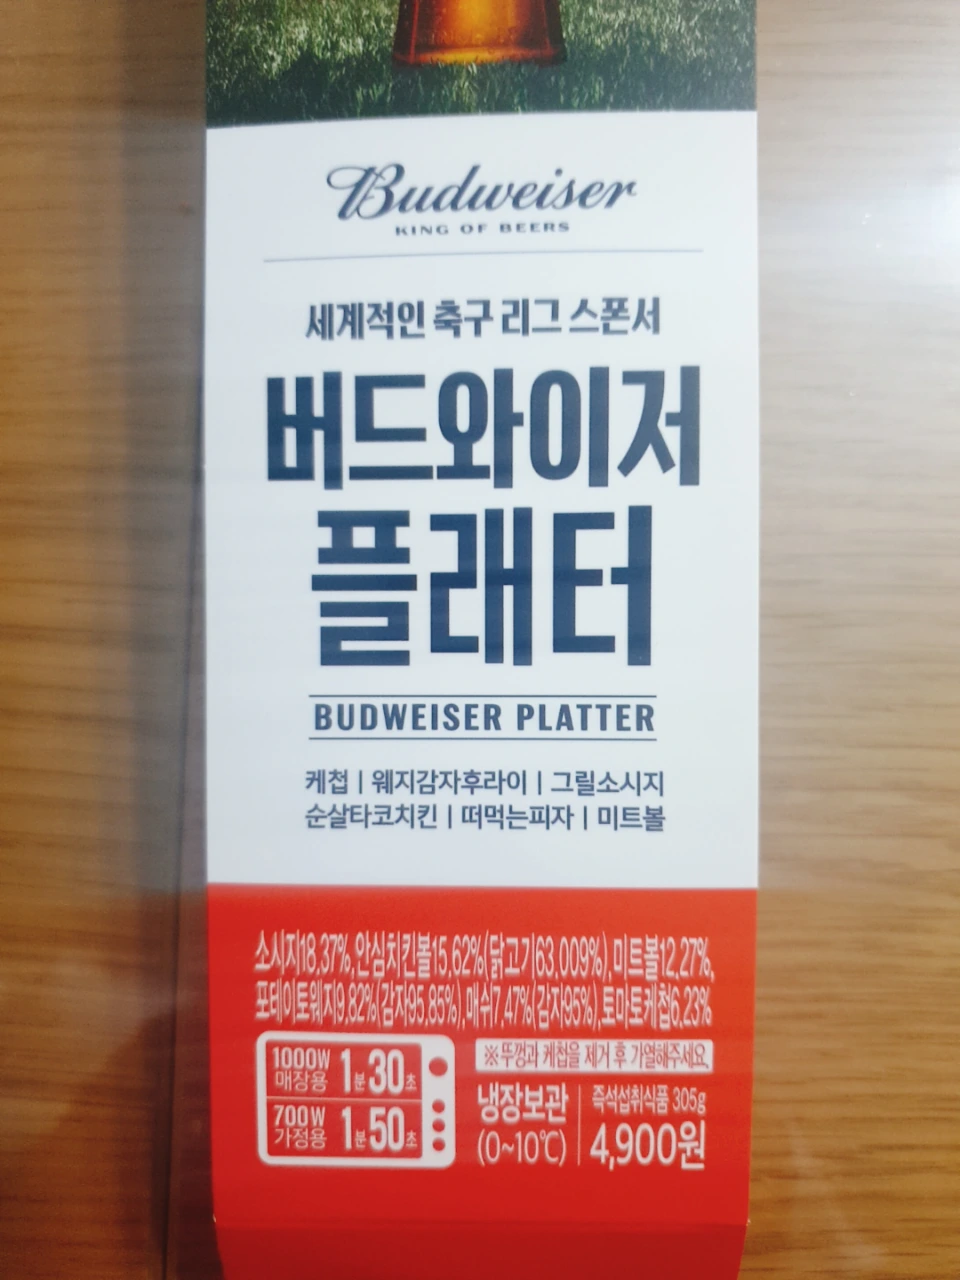 Budweiser
KING OF BEERS
세계적인 축구 리그 스폰서
버드와이저
플래터
BUDWEISER PLATTER
케첩 | 웨지감자후라이 | 그릴소시지
순살타코치킨 | 떠먹는피자 | 미트볼
소시지18.37%, 안심치킨볼15.62%(닭고기63.009%), 미트볼12.27%,
포테이토웨지9.82%(감자95.85%),매쉬7.47%(감자95%),토마토케첩6.23%
※뚜껑과 케첩을 제거 후 가열해주세요.
1000W
매장용
1분30초
700W
가정용
1분50초
냉장보관
(0~10℃)
즉석섭취식품 305g
4,900원